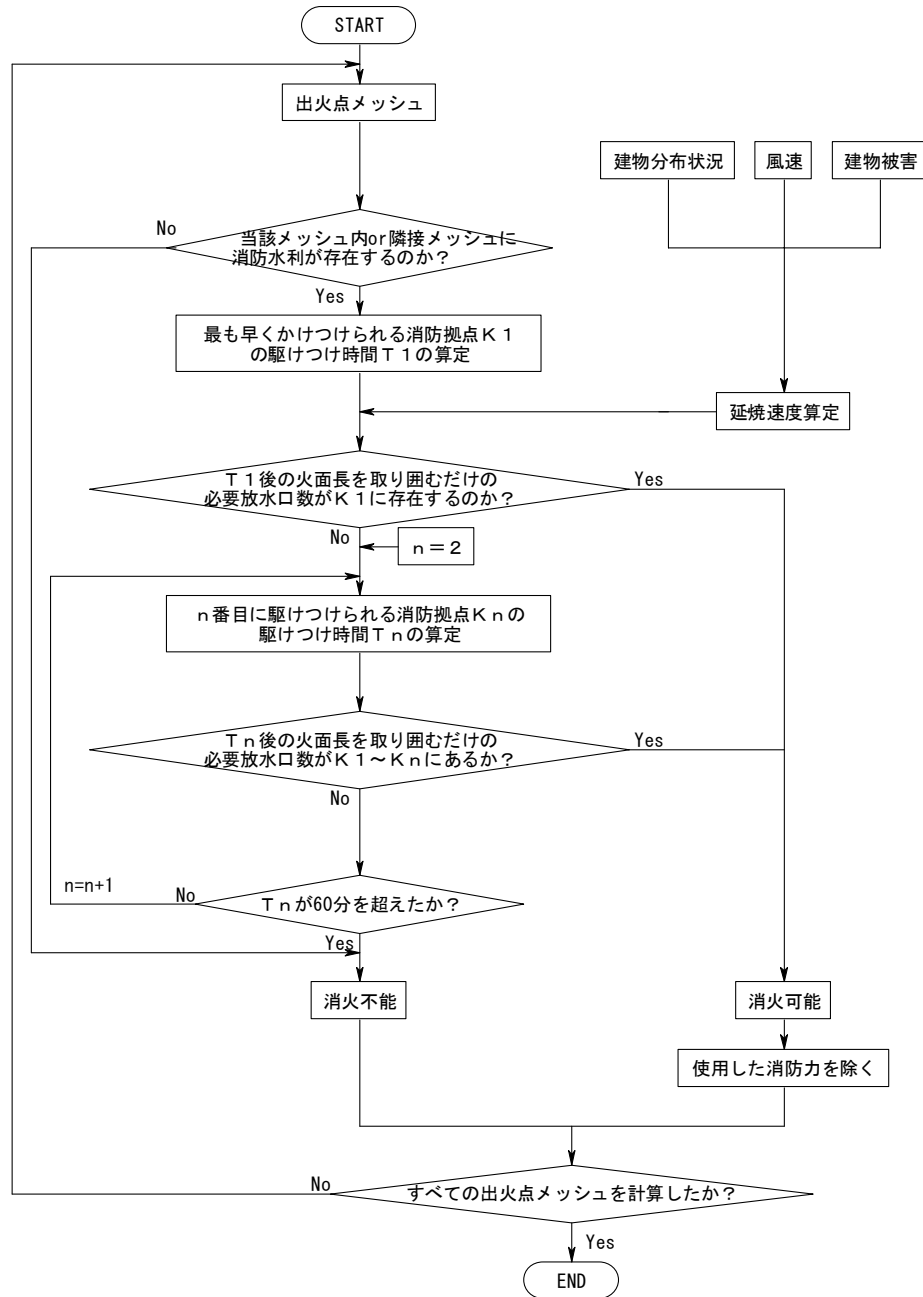 START
出火点メッシュ
建物分布状況
風速
建物被害
No
当該メッシュ内or隣接メッシュに
消防水利が存在するのか？
Yes
最も早くかけつけられる消防拠点Ｋ１
の駆けつけ時間Ｔ１の算定
延焼速度算定
Ｔ１後の火面長を取り囲むだけの
必要放水口数がＫ１に存在するのか？
Yes
No
ｎ＝２
ｎ番目に駆けつけられる消防拠点Ｋｎの
駆けつけ時間Ｔｎの算定
Ｔｎ後の火面長を取り囲むだけの
必要放水口数がＫ１～Ｋｎにあるか？
Yes
No
n=n+1
No
Ｔｎが60分を超えたか？
Yes
消火不能
消火可能
使用した消防力を除く
No
すべての出火点メッシュを計算したか？
Yes
END